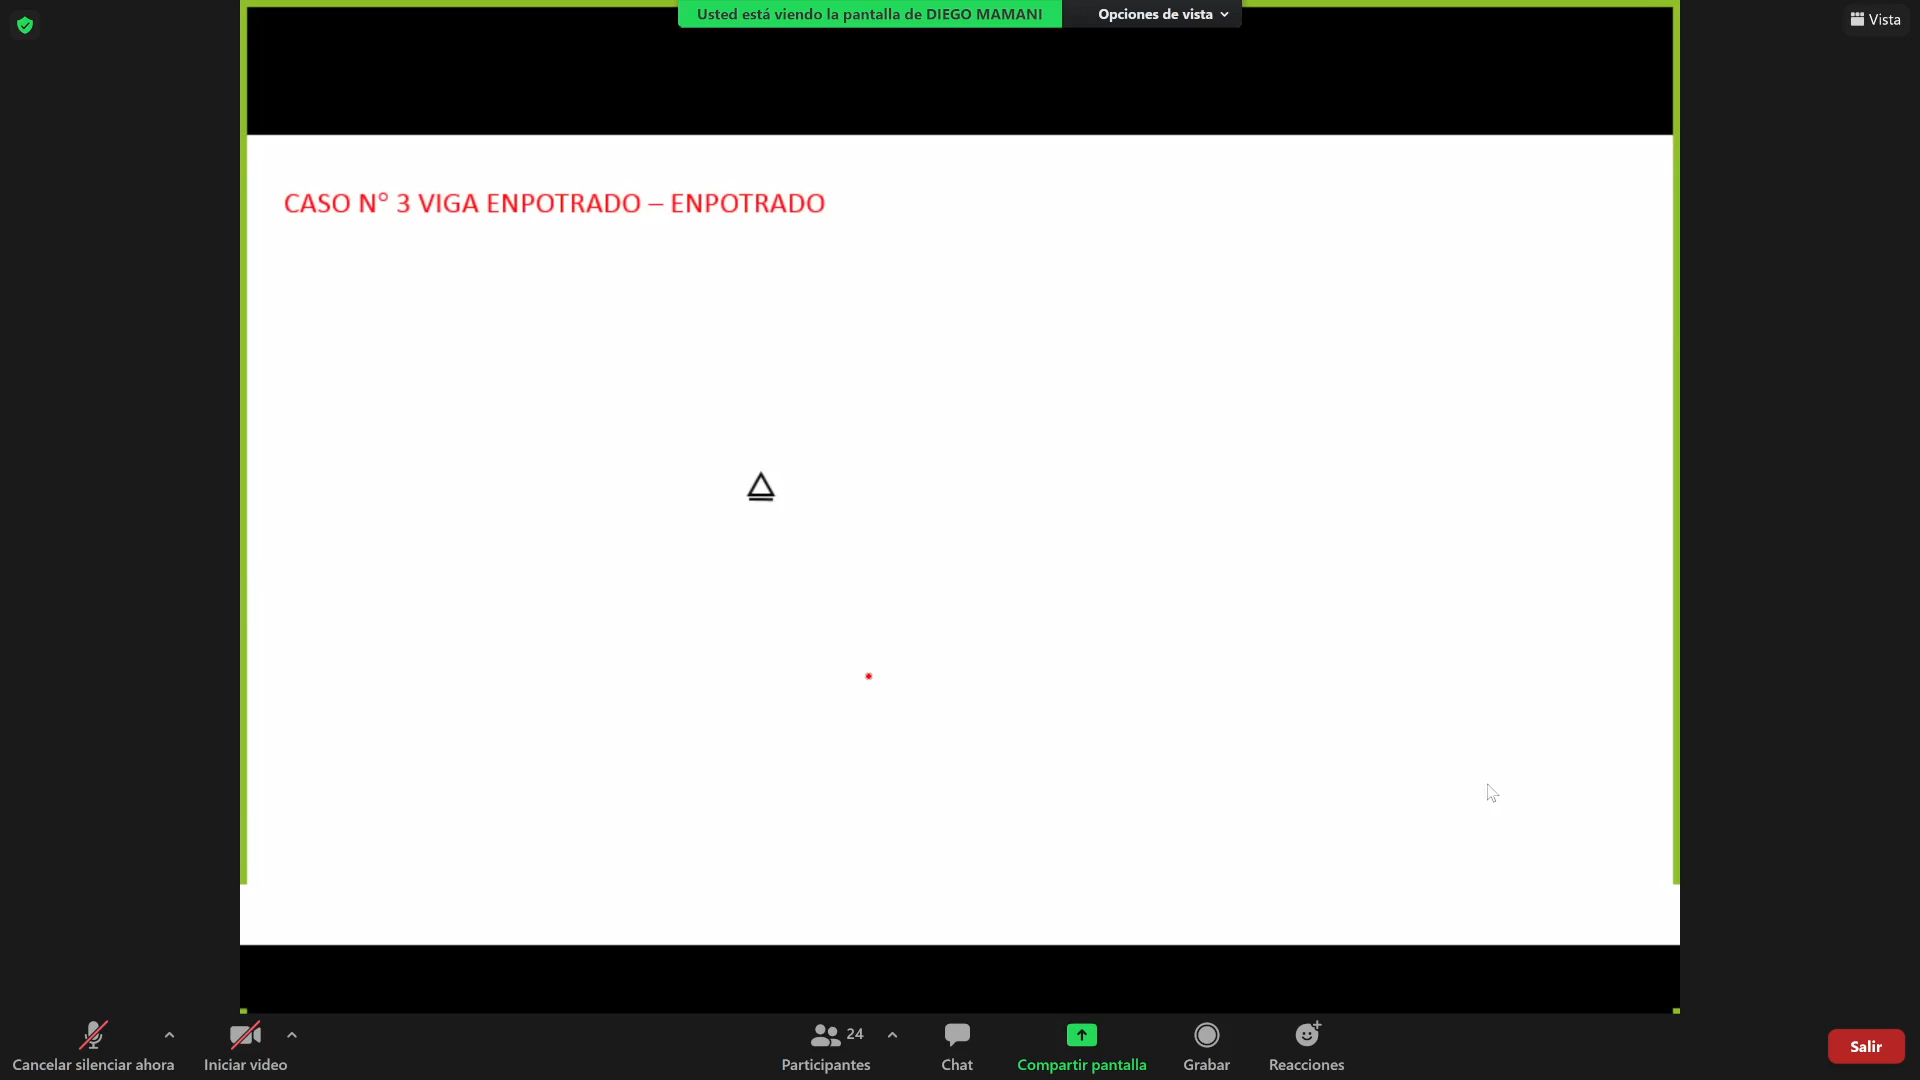 Usted está viendo la pantalla de DIEGO MAMANI
Opciones de vista
Vista
CASO N° 3 VIGA ENPOTRADO – ENPOTRADO
24
Cancelar silenciar ahora
Iniciar video
Participantes
Chat
Compartir pantalla
Grabar
Reacciones
Salir